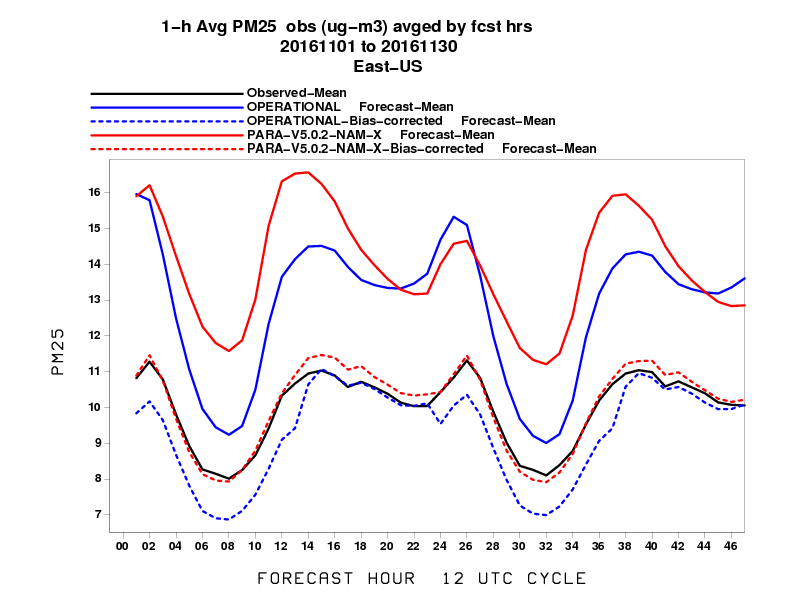 1-h Avg PM25 obs (ug-m3) avged by fcst hrs
20161101 to 20161130
East-US
Observed-Mean
OPERATIONAL Forecast-Mean
OPERATIONAL-Bias-corrected Forecast-Mean
PARA-V5.0.2-NAM-X Forecast-Mean
PARA-V5.0.2-NAM-X-Bias-corrected Forecast-Mean
16
15
14
13
12
11
10
9
8
7
PM25
00 02 04 06 08 10 12 14 16 18 20 22 24 26 28 30 32 34 36 38 40 42 44 46
FORECAST HOUR 12 UTC CYCLE